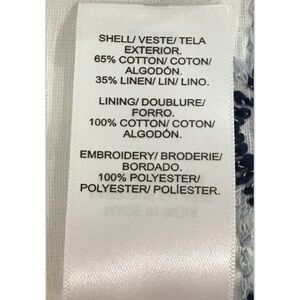 SHELL/ VESTE/ TELA
EXTERIOR.
65% COTTON/ COTON/
ALGODÓN.
35% LINEN/ LIN/ LINO.
LINING/ DOUBLURE/
FORRO.
100% COTTON/ COTON/
ALGODÓN.
EMBROIDERY/ BRODERIE/
BORDADO.
100% POLYESTER/
POLYESTER/ POLÍESTER.